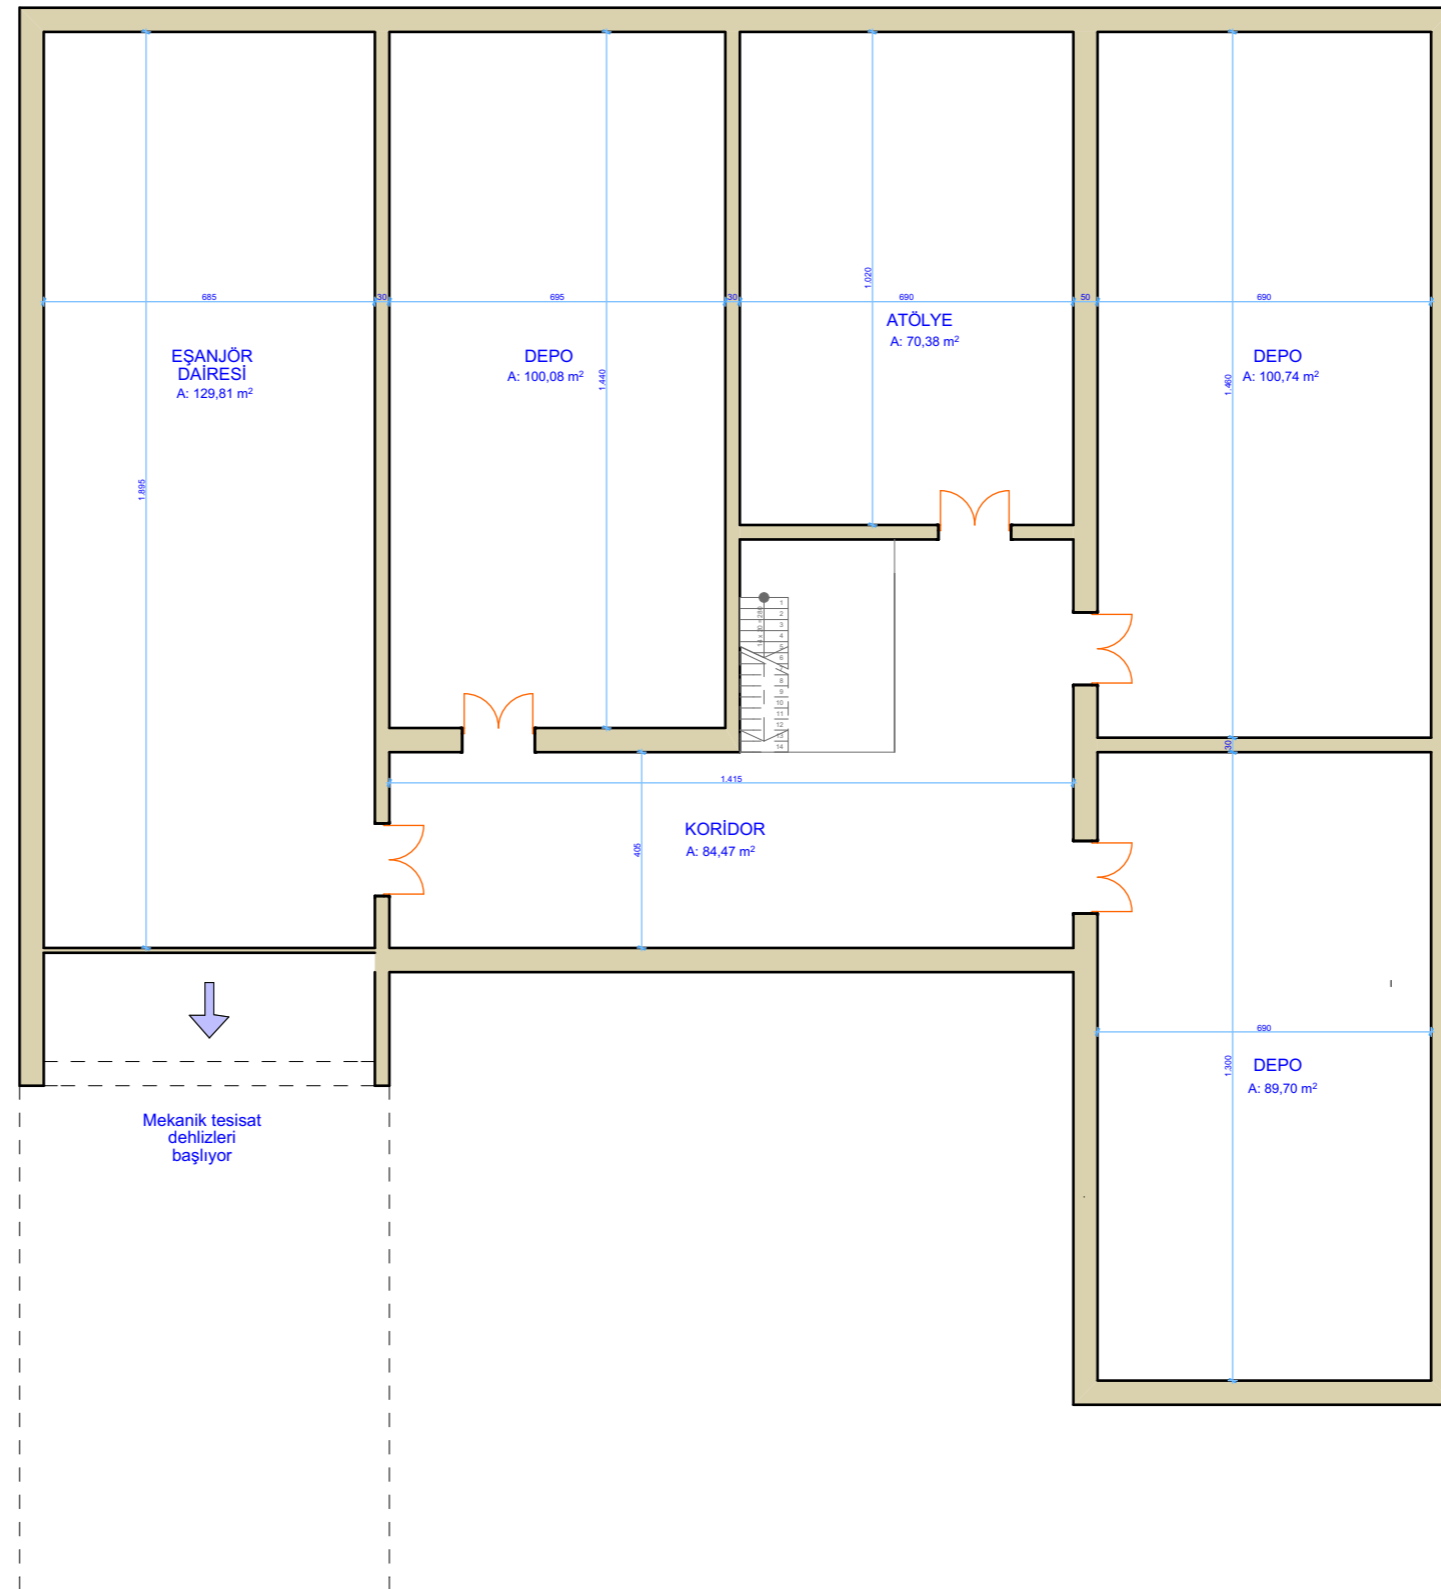 685
30
695
30
690
50
690
1.020
ATÖLYE
A: 70,38 m²
EŞANJÖR
DAİRESİ
A: 129,81 m²
DEPO
A: 100,08 m²
1.440
DEPO
A: 100,74 m²
1.460
1.895
14 x 20 = 280
1
2
3
4
5
6
7
8
9
10
11
12
13
14
30
1.415
KORİDOR
A: 84,47 m²
405
690
DEPO
A: 89,70 m²
1.300
Mekanik tesisat
dehlizleri
başlıyor